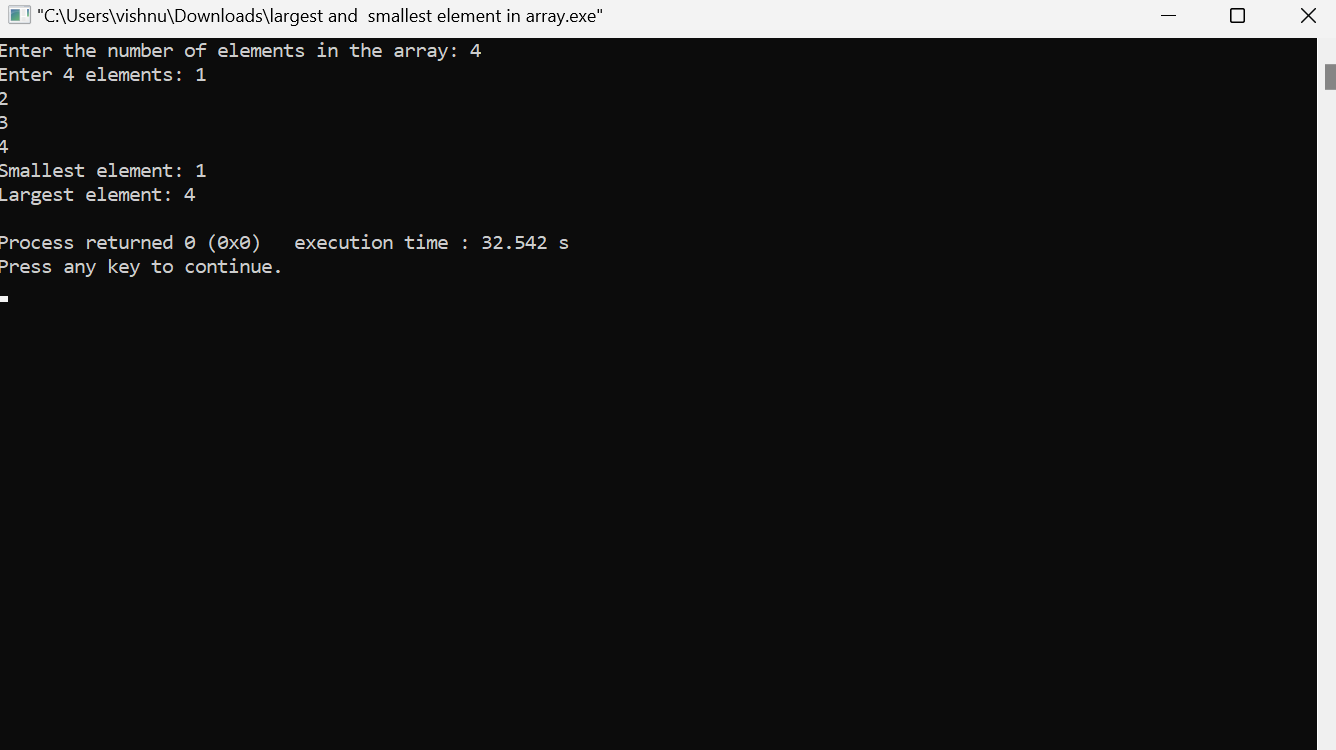 "C:\Users\vishnu\Downloads\largest and  smallest element in array.exe"
Enter the number of elements in the array: 4
Enter 4 elements: 1
2
3
4
Smallest element: 1
Largest element: 4

Process returned 0 (0x0)   execution time : 32.542 s
Press any key to continue.